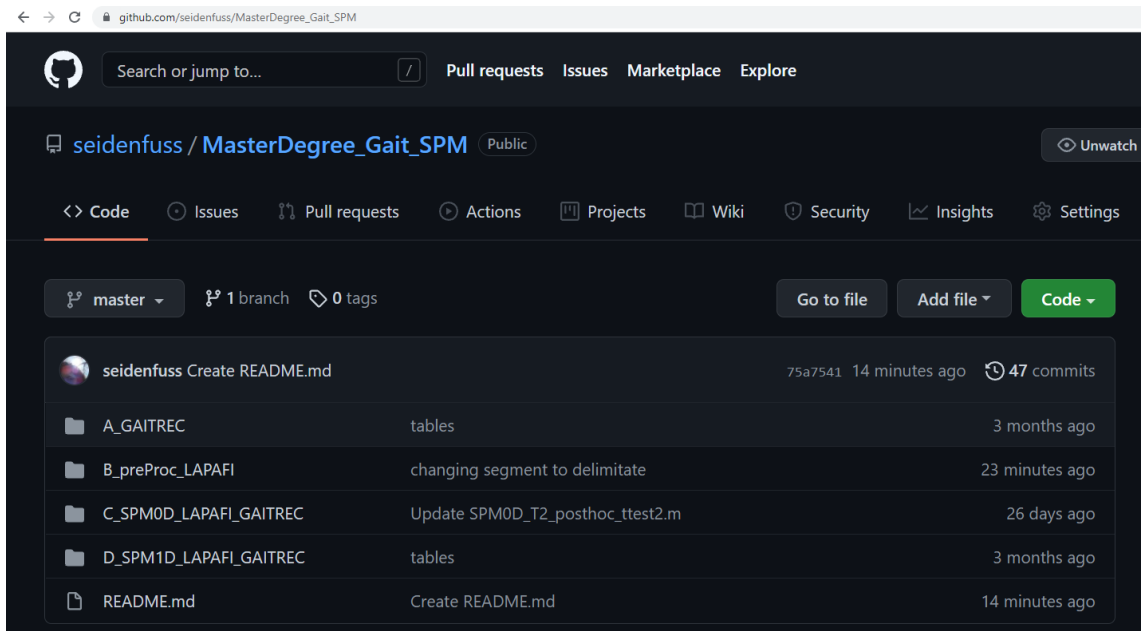 github.com/seidenfuss/MasterDegree_Gait_SPM
Search or jump to... / Pull requests Issues Marketplace Explore
seidenfuss / MasterDegree_Gait_SPM Public Unwatch
<> Code Issues Pull requests Actions Projects Wiki Security Insights Settings
master 1 branch 0 tags Go to file Add file Code
seidenfuss Create README.md 75a7541 14 minutes ago 47 commits
A_GAITREC tables 3 months ago
B_preProc_LAPAFI changing segment to delimitate 23 minutes ago
C_SPM0D_LAPAFI_GAITREC Update SPM0D_T2_posthoc_ttest2.m 26 days ago
D_SPM1D_LAPAFI_GAITREC tables 3 months ago
README.md Create README.md 14 minutes ago